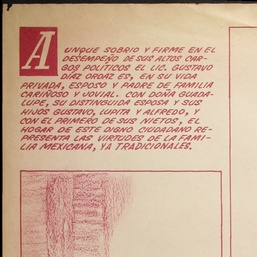 AUNQUE SOBRIO Y FIRME EN EL
DESEMPEÑO DE SUS ALTOS CAR-
GOS POLÍTICOS EL LIC. GUSTAVO
DÍAZ ORDAZ ES, EN SU VIDA
PRIVADA, ESPOSO Y PADRE DE FAMILIA
CARIÑOSO Y JOVIAL. CON DOÑA GUADA-
LUPE, SU DISTINGUIDA ESPOSA Y SUS
HIJOS GUSTAVO, LUPITA Y ALFREDO, Y
CON EL PRIMERO DE SUS NIETOS, EL
HOGAR DE ESTE DIGNO CIUDADANO RE-
PRESENTA LAS VIRTUDES DE LA FAMI-
LIA MEXICANA, YA TRADICIONALES.